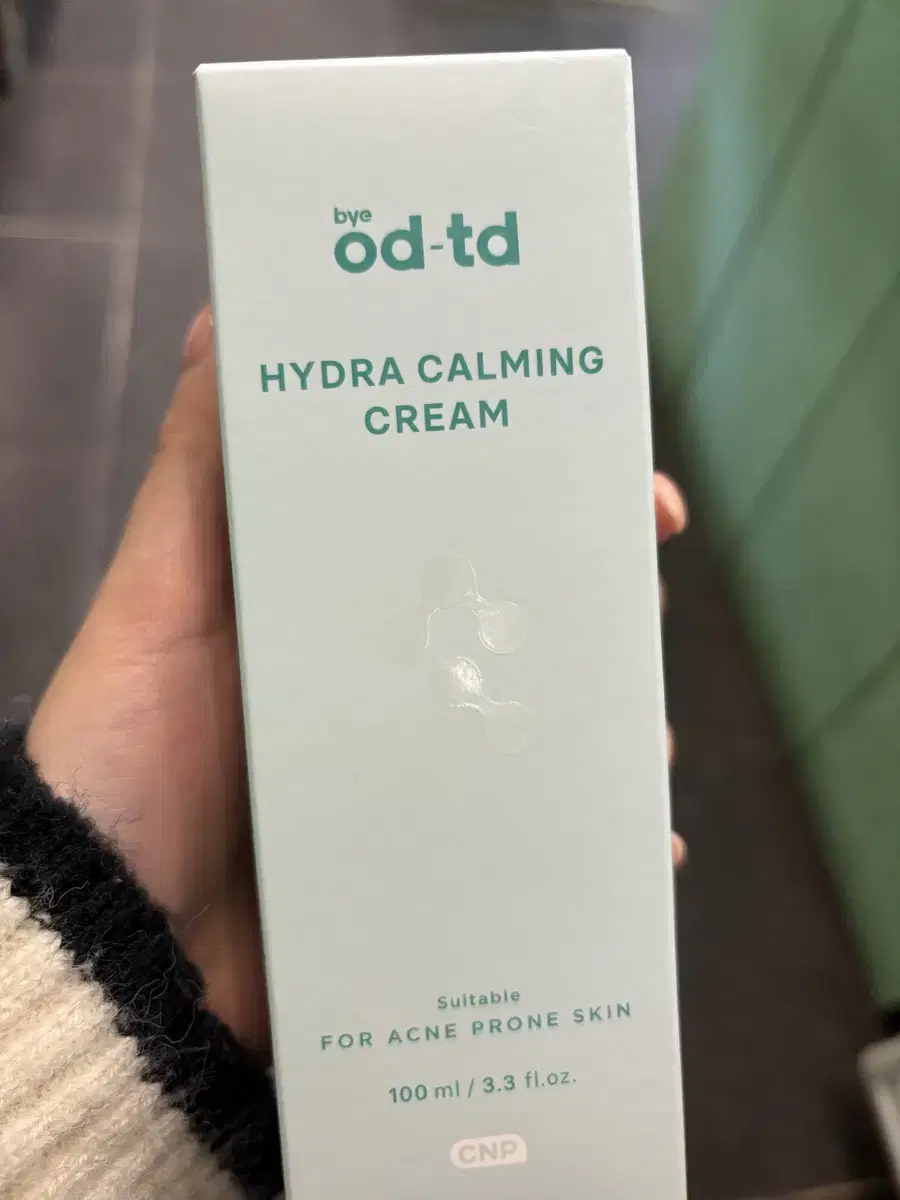 bye
od-td
HYDRA CALMING
CREAM
Suitable
FOR ACNE PRONE SKIN
100 ml / 3.3 fl.oz.
CNP